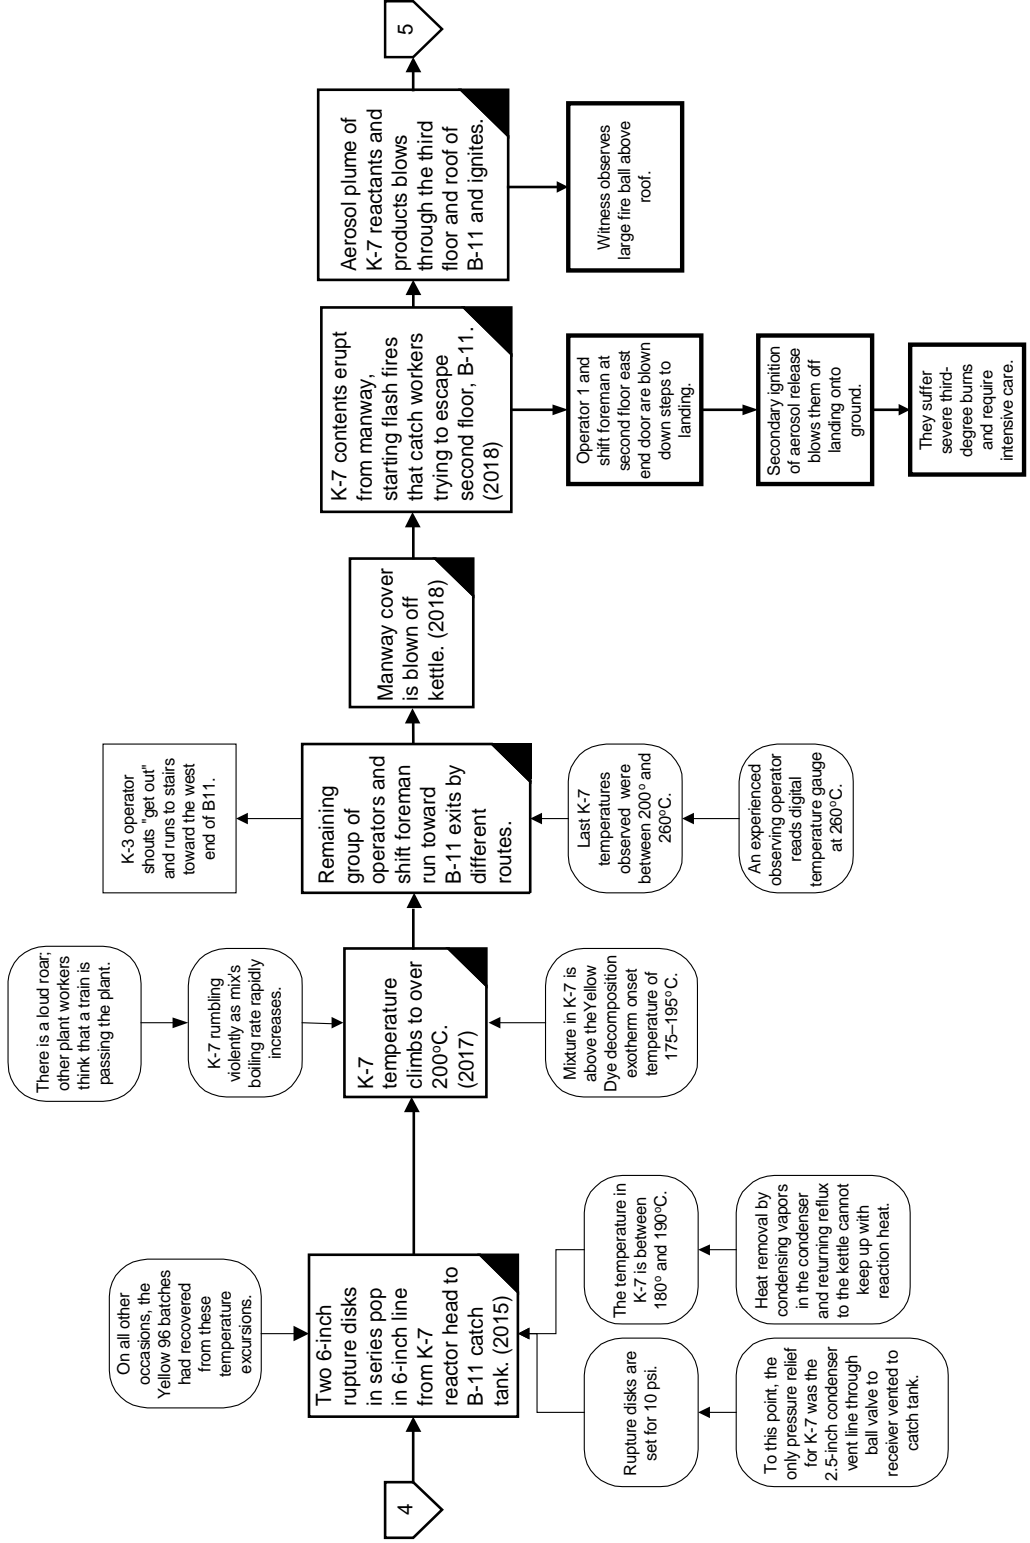 4
On all other
occasions, the
Yellow 96 batches
had recovered
from these
temperature
excursions.
Two 6-inch
rupture disks
in series pop
in 6-inch line
from K-7
reactor head to
B-11 catch
tank. (2015)
Rupture disks are
set for 10 psi.
To this point, the
only pressure relief
for K-7 was the
2.5-inch condenser
vent line through
ball valve to
receiver vented to
catch tank.
The temperature in
K-7 is between
180º and 190ºC.
Heat removal by
condensing vapors
in the condenser
and returning reflux
to the kettle cannot
keep up with
reaction heat.
There is a loud roar;
other plant workers
think that a train is
passing the plant.
K-7 rumbling
violently as mix's
boiling rate rapidly
increases.
K-7
temperature
climbs to over
200ºC.
(2017)
Mixture in K-7 is
above theYellow
Dye decomposition
exotherm onset
temperature of
175–195ºC.
K-3 operator
shouts "get out"
and runs to stairs
toward the west
end of B11.
Remaining
group of
operators and
shift foreman
run toward
B-11 exits by
different
routes.
Last K-7
temperatures
observed were
between 200º and
260ºC.
An experienced
observing operator
reads digital
temperature gauge
at 260ºC.
Manway cover
is blown off
kettle. (2018)
K-7 contents erupt
from manway,
starting flash fires
that catch workers
trying to escape
second floor, B-11.
(2018)
Operator 1 and
shift foreman at
second floor east
end door are blown
down steps to
landing.
Secondary ignition
of aerosol release
blows them off
landing onto
ground.
They suffer
severe third-
degree burns
and require
intensive care.
Aerosol plume of
K-7 reactants and
products blows
through the third
floor and roof of
B-11 and ignites.
Witness observes
large fire ball above
roof.
5